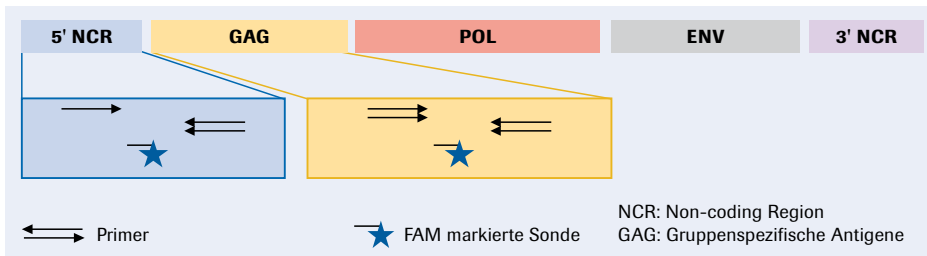 5' NCR GAG POL ENV 3' NCR
Primer
FAM markierte Sonde
NCR: Non-coding Region
GAG: Gruppenspezifische Antigene